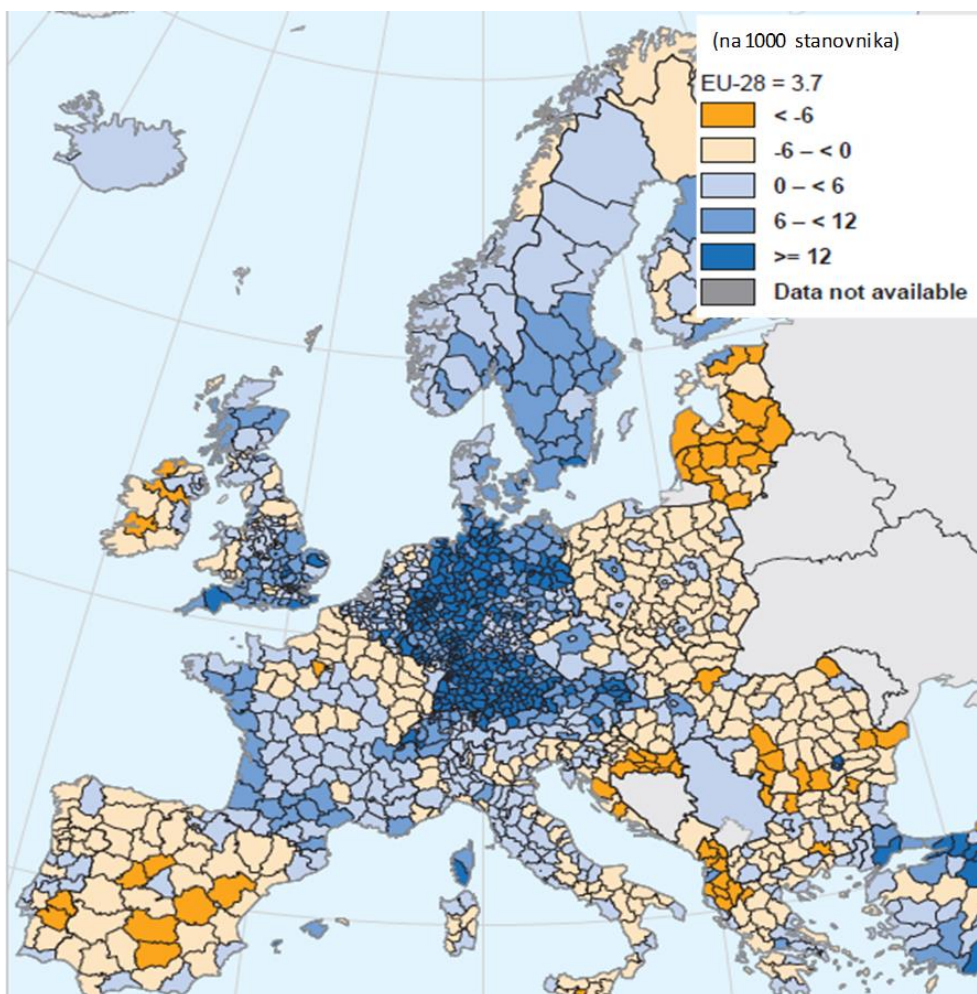 (na 1000 stanovnika)
EU-28 = 3.7
< -6
-6 – < 0
0 – < 6
6 – < 12
>= 12
Data not available